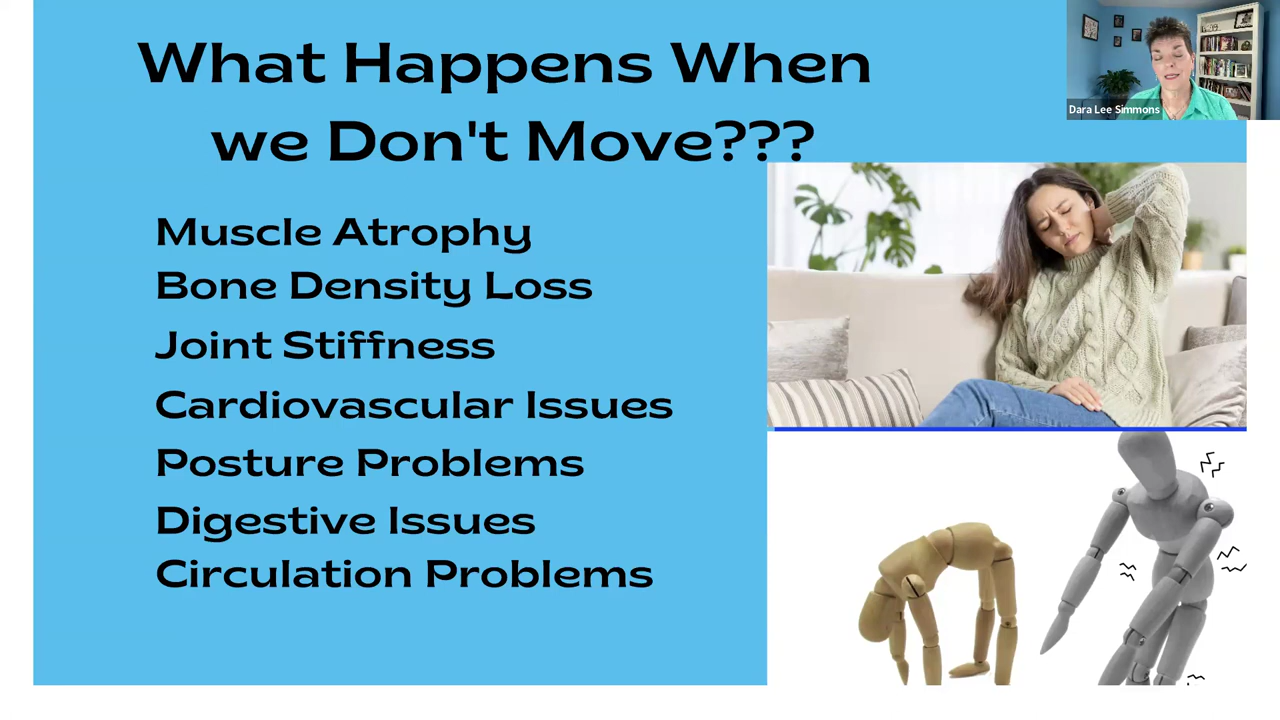 What Happens When
we Don't Move???
Dara Lee Simmons
Muscle Atrophy
Bone Density Loss
Joint Stiffness
Cardiovascular Issues
Posture Problems
Digestive Issues
Circulation Problems